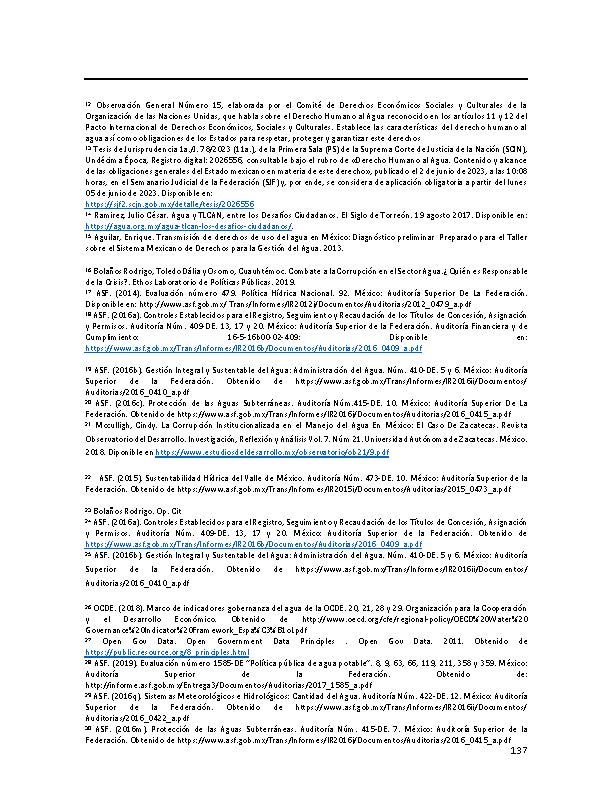 12 Observación General Número 15, elaborada por el Comité de Derechos Económicos Sociales y Culturales de la
Organización de las Naciones Unidas, que habla sobre el Derecho Humano al Agua reconocido en los artículos 11 y 12 del
Pacto Internacional de Derechos Económicos, Sociales y Culturales. Establece las características del derecho humano al
agua así como obligaciones de los Estados para respetar, proteger y garantizar este derechos
13 Tesis de Jurisprudencia 1a./J. 78/2023 (11a.), de la Primera Sala (PS) de la Suprema Corte de Justicia de la Nación (SCJN),
Undécima Época, Registro digital: 2026556, consultable bajo el rubro de «Derecho Humano al Agua. Contenido y alcance
de las obligaciones generales del Estado mexicano en materia de este derecho», publicado el 2 de junio de 2023, a las 10:08
horas, en el Seminario Judicial de la Federación (SJF) y, por ende, se considera de aplicación obligatoria a partir del lunes
05 de junio de 2023. Disponible en:
https://sjf2.scjn.gob.mx/detalle/tesis/2026556
14 Ramírez, Julio César. Agua y TLCAN, entre los Desafíos Ciudadanos. El Siglo de Torreón. 19 agosto 2017. Disponible en:
https://agua.org.mx/agua-tlcan-los-desafios-ciudadanos/.
15 Aguilar, Enrique. Transmisión de derechos de uso del agua en México: Diagnóstico preliminar. Preparado para el Taller
sobre el Sistema Mexicano de Derechos para la Gestión del Agua. 2013.
16 Bolaños Rodrigo, Toledo Dália y Osorno, Cuauhtémoc. Combate a la Corrupción en el Sector Agua.¿Quién es Responsable
de la Crisis?. Ethos Laboratorio de Políticas Públicas. 2019.
17 ASF. (2014). Evaluación número 479. Política Hídrica Nacional. 92. México: Auditoría Superior De La Federación.
Disponible en: http://www.asf.gob.mx/Trans/Informes/IR2012i/Documentos/Auditorias/2012_0479_a.pdf
18 ASF. (2016a). Controles Establecidos para el Registro, Seguimiento y Recaudación de los Títulos de Concesión, Asignación
y Permisos. Auditoría Núm. 409-DE. 13, 17 y 20. México: Auditoría Superior de la Federación. Auditoría Financiera y de
Cumplimiento: 16-5-16b00-02-409: Disponible en:
https://www.asf.gob.mx/Trans/Informes/IR2016b/Documentos/Auditorias/2016_0409_a.pdf
19 ASF. (2016b). Gestión Integral y Sustentable del Agua: Administración del Agua. Núm. 410-DE. 5 y 6. México: Auditoría
Superior de la Federación. Obtenido de https://www.asf.gob.mx/Trans/Informes/IR2016ii/Documentos/
Auditorias/2016_0410_a.pdf
20 ASF. (2016c). Protección de las Aguas Subterráneas. Auditoría Núm.415-DE. 10. México: Auditoría Superior De La
Federación. Obtenido de https://www.asf.gob.mx/Trans/Informes/IR2016i/Documentos/Auditorias/2016_0415_a.pdf
21 Mcculligh, Cindy. La Corrupción Institucionalizada en el Manejo del Agua En México: El Caso De Zacatecas. Revista
Observatorio del Desarrollo. Investigación, Reflexión y Análisis Vol. 7. Núm 21. Universidad Autónoma de Zacatecas. México.
2018. Diponible en https://www.estudiosdeldesarrollo.mx/observatorio/ob21/9.pdf
22 ASF. (2015), Sustentabilidad Hídrica del Valle de México. Auditoría Núm. 473-DE. 10. México: Auditoría Superior de la
Federación. Obtenido de https://www.asf.gob.mx/Trans/Informes/IR2015i/Documentos/Auditorias/2015_0473_a.pdf
23 Bolaños Rodrigo. Op. Cit
24 ASF. (2016a). Controles Establecidos para el Registro, Seguimiento y Recaudación de los Títulos de Concesión, Asignación
y Permisos. Auditoría Núm. 409-DE. 13, 17 y 20. México: Auditoría Superior de la Federación. Obtenido de
https://www.asf.gob.mx/Trans/Informes/IR2016b/Documentos/Auditorias/2016_0409_a.pdf
25 ASF. (2016b). Gestión Integral y Sustentable del Agua: Administración del Agua. Núm. 410-DE. 5 y 6. México: Auditoría
Superior de la Federación. Obtenido de https://www.asf.gob.mx/Trans/Informes/IR2016ii/Documentos/
Auditorias/2016_0410_a.pdf
26 OCDE. (2018). Marco de indicadores gobernanza del agua de la OCDE. 20, 21, 28 y 29. Organización para la Cooperación
y el Desarrollo Económico. Obtenido de http://www.oecd.org/cfe/regional-policy/OECD%20Water%20
Governance%20Indicator%20Framework_Espa%C3%B1ol.pdf
27 Open Gov Data. Open Government Data Principles . Open Gov Data. 2011. Obtenido de
https://public.resource.org/8_principles.html
28 ASF. (2019). Evaluación número 1585-DE “Política pública de agua potable”. 8, 9, 63, 66, 119, 211, 358 y 359. México:
Auditoría Superior de la Federación. Obtenido de:
http://informe.asf.gob.mx/Entrega3/Documentos/Auditorias/2017_1585_a.pdf
29 ASF. (2016q). Sistemas Meteorológicos e Hidrológicos: Cantidad del Agua. Auditoría Núm. 422-DE. 12. México: Auditoría
Superior de la Federación. Obtenido de https://www.asf.gob.mx/Trans/Informes/IR2016ii/Documentos/
Auditorias/2016_0422_a.pdf
30 ASF. (2016m). Protección de las Aguas Subterráneas. Auditoría Núm. 415-DE. 7. México: Auditoría Superior de la
Federación. Obtenido de https://www.asf.gob.mx/Trans/Informes/IR2016i/Documentos/Auditorias/2016_0415_a.pdf
137